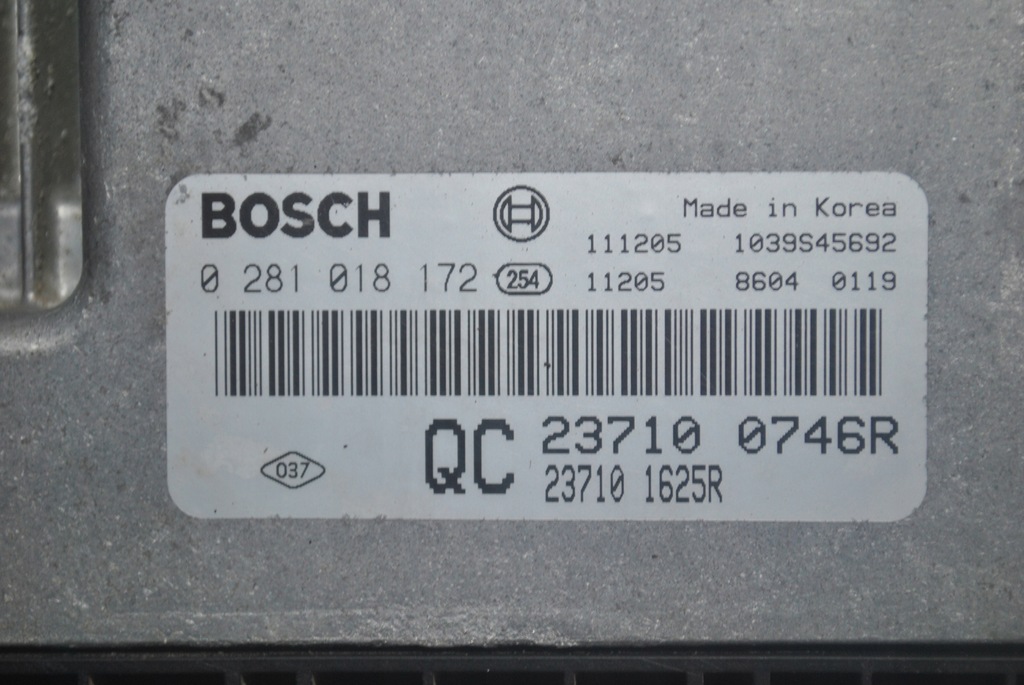 BOSCH
Made in Korea
111205 1039S45692
0 281 018 172 254 11205 8604 0119
037
QC 23710 0746R
23710 1625R